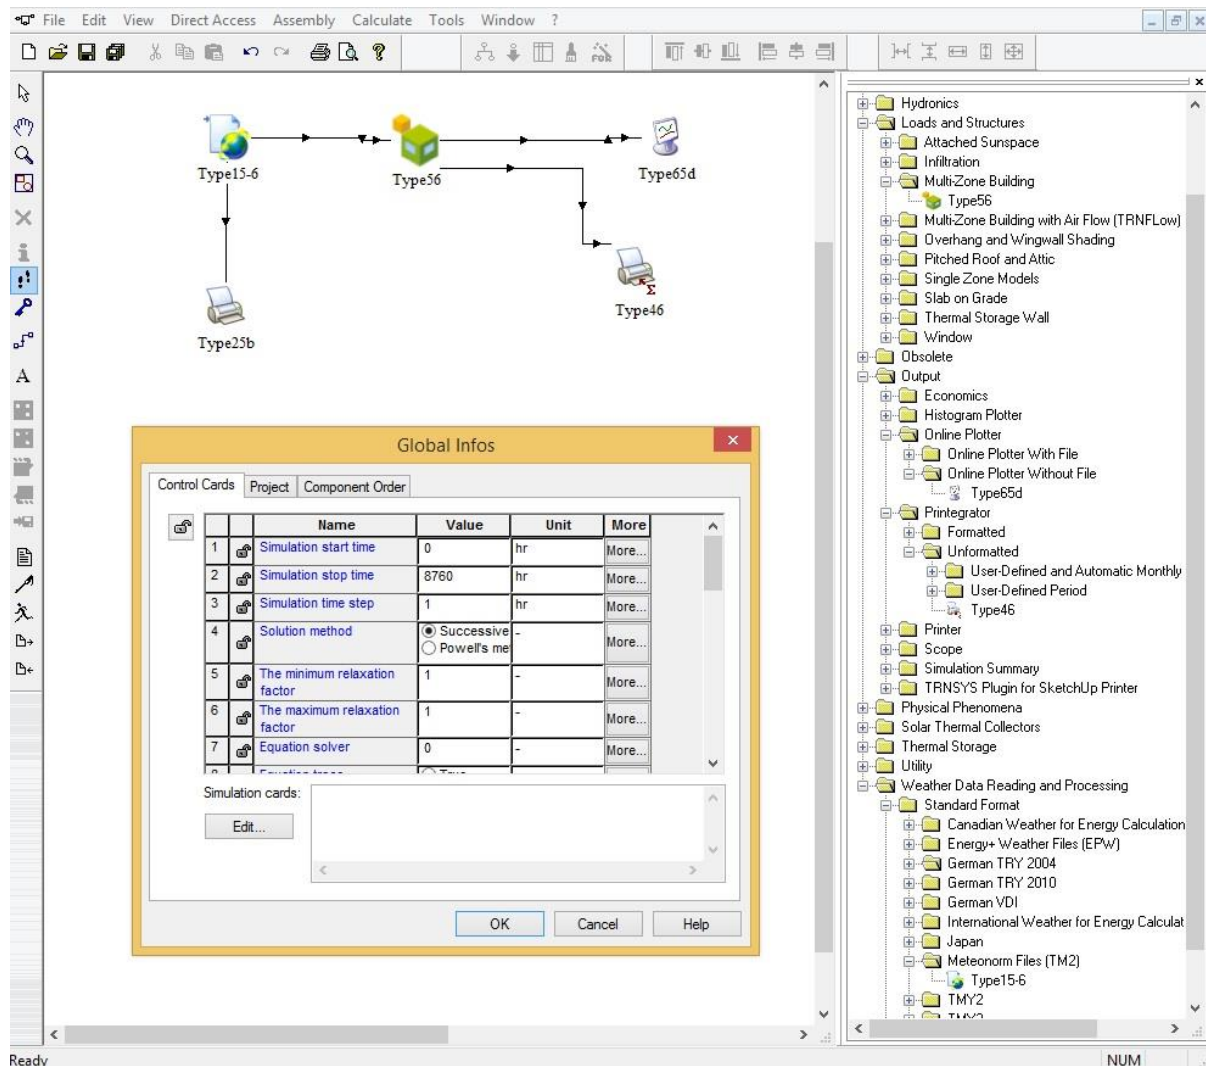 File Edit View Direct Access Assembly Calculate Tools Window ?
Type15-6
Type56
Type65d
Type46
Type25b
Global Infos
Control Cards Project Component Order
Name Value Unit More
1 Simulation start time 0 hr More...
2 Simulation stop time 8760 hr More...
3 Simulation time step 1 hr More...
4 Solution method Successive - More...
Powell's me
5 The minimum relaxation factor 1 - More...
6 The maximum relaxation factor 1 - More...
7 Equation solver 0 - More...
Simulation cards:
Edit...
OK Cancel Help
Hydronics
Loads and Structures
Attached Sunspace
Infiltration
Multi-Zone Building
Type56
Multi-Zone Building with Air Flow (TRNFLow)
Overhang and Wingwall Shading
Pitched Roof and Attic
Single Zone Models
Slab on Grade
Thermal Storage Wall
Window
Obsolete
Output
Economics
Histogram Plotter
Online Plotter
Online Plotter With File
Online Plotter Without File
Type65d
Printegrator
Formatted
Unformatted
User-Defined and Automatic Monthly
User-Defined Period
Type46
Printer
Scope
Simulation Summary
TRNSYS Plugin for SketchUp Printer
Physical Phenomena
Solar Thermal Collectors
Thermal Storage
Utility
Weather Data Reading and Processing
Standard Format
Canadian Weather for Energy Calculation
Energy+ Weather Files (EPW)
German TRY 2004
German TRY 2010
German VDI
International Weather for Energy Calculat
Japan
Meteonorm Files (TM2)
Type15-6
TMY2
Ready NUM